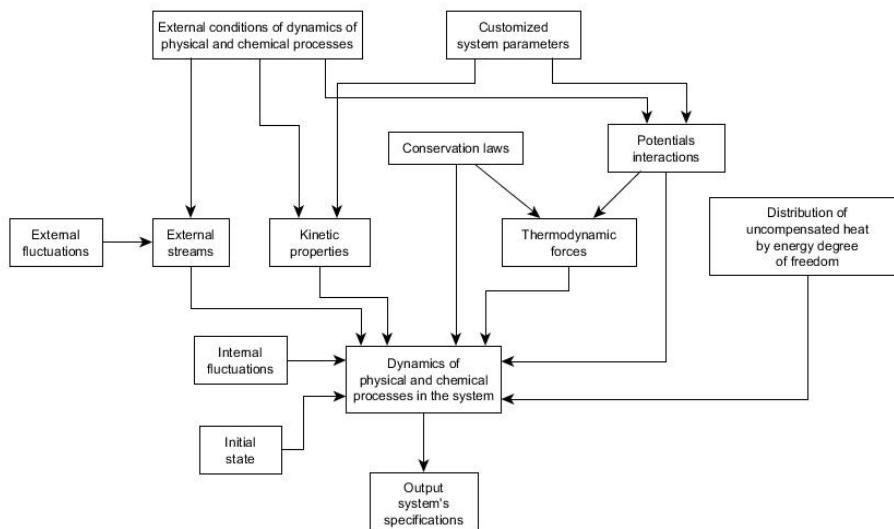 External conditions of dynamics of
physical and chemical processes
Customized
system parameters
Conservation laws
Potentials
interactions
External
fluctuations
External
streams
Kinetic
properties
Thermodynamic
forces
Distribution of
uncompensated heat
by energy degree
of freedom
Internal
fluctuations
Dynamics of
physical and chemical
processes in the system
Initial
state
Output
system's
specifications